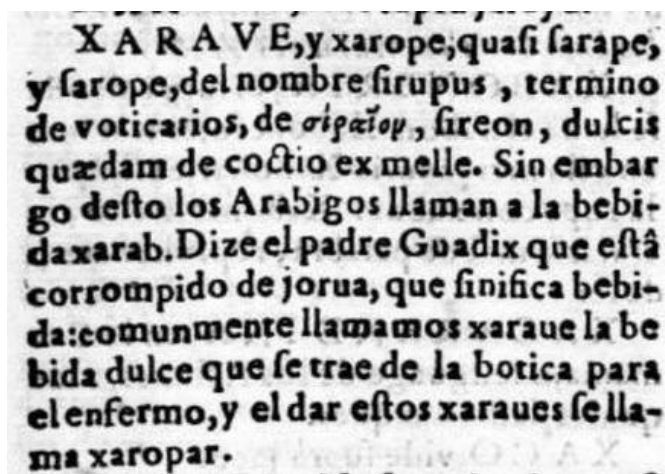 X A R A V E, y xarope, quasi sarape,
y sarope, del nombre sirupus , termino
de voticarios, de σίραῖον, sireon , dulcis
quædam de coctio ex melle. Sin embar
go desto los Arabigos llaman a la bebi-
da xarab. Dize el padre Guadix que estâ
corrompido de jorua, que sinifica bebi-
da: comunmente llamamos xaraue la be
bida dulce que se trae de la botica para
el enfermo, y el dar estos xaraues se lla-
ma xaropar.